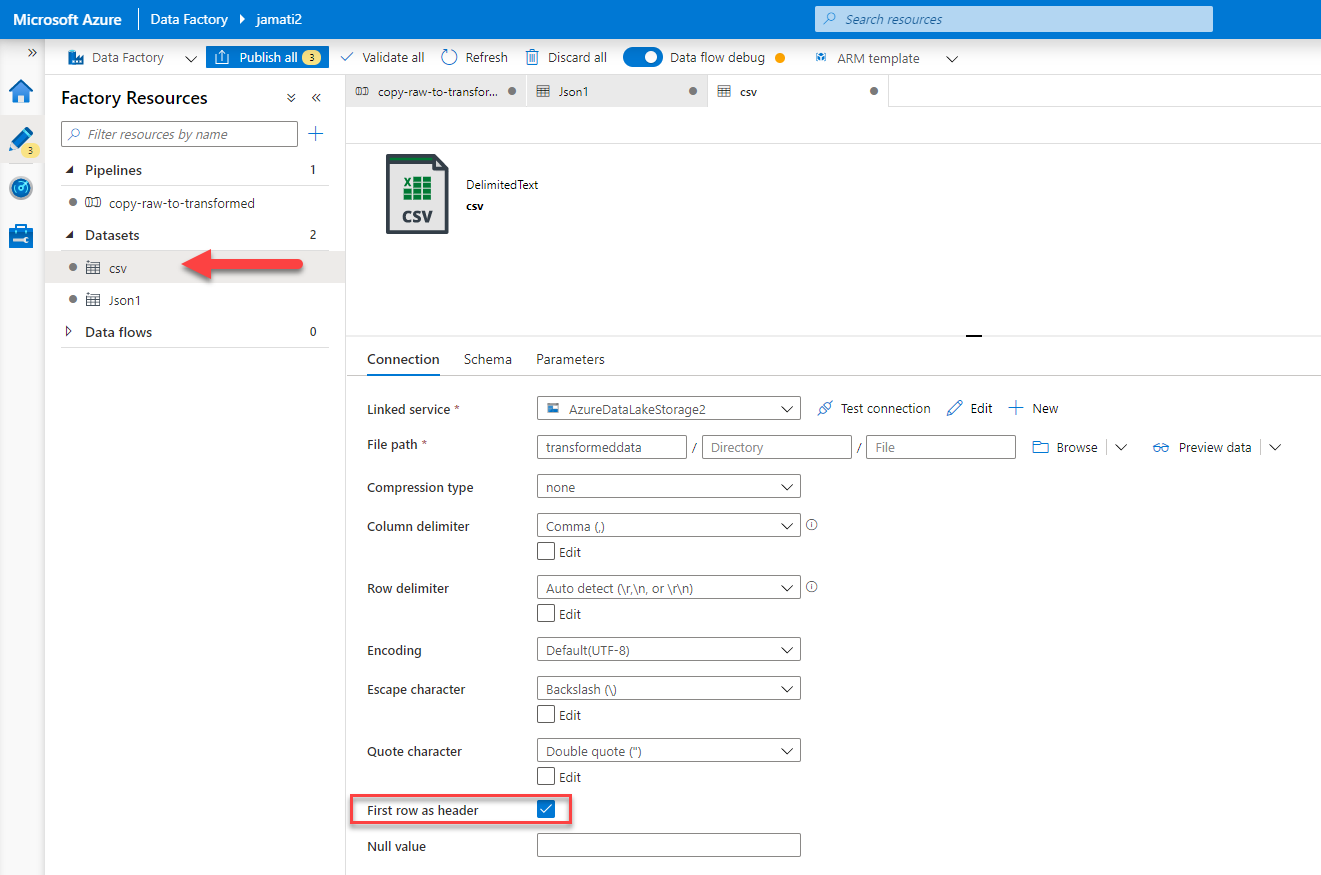 Microsoft Azure Data Factory jamati2 Search resources
Data Factory Publish all 3 Validate all Refresh Discard all Data flow debug ARM template
Factory Resources
copy-raw-to-transfor... Json1 csv
Filter resources by name
3
Pipelines 1
copy-raw-to-transformed
Datasets 2
csv
Json1
Data flows 0
CSV
DelimitedText
csv
Connection Schema Parameters
Linked service * AzureDataLakeStorage2 Test connection Edit New
File path * transformeddata / Directory / File Browse Preview data
Compression type none
Column delimiter Comma (,)
Edit
Row delimiter Auto detect (\r,\n, or \r\n)
Edit
Encoding Default(UTF-8)
Escape character Backslash (\)
Edit
Quote character Double quote (")
Edit
First row as header
Null value